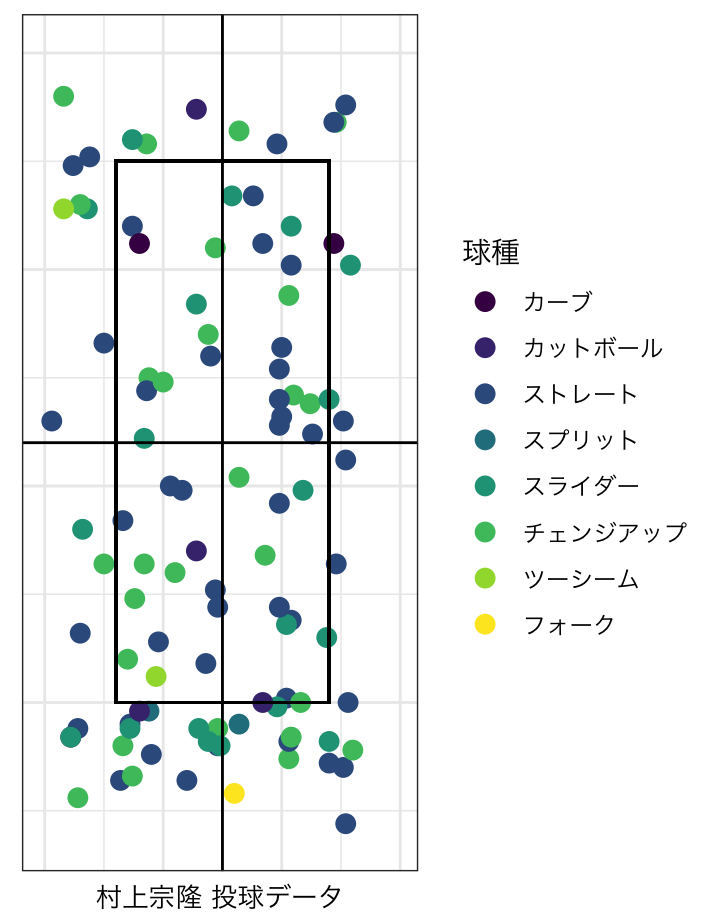 球種
カーブ
カットボール
ストレート
スプリット
スライダー
チェンジアップ
ツーシーム
フォーク
村上宗隆 投球データ